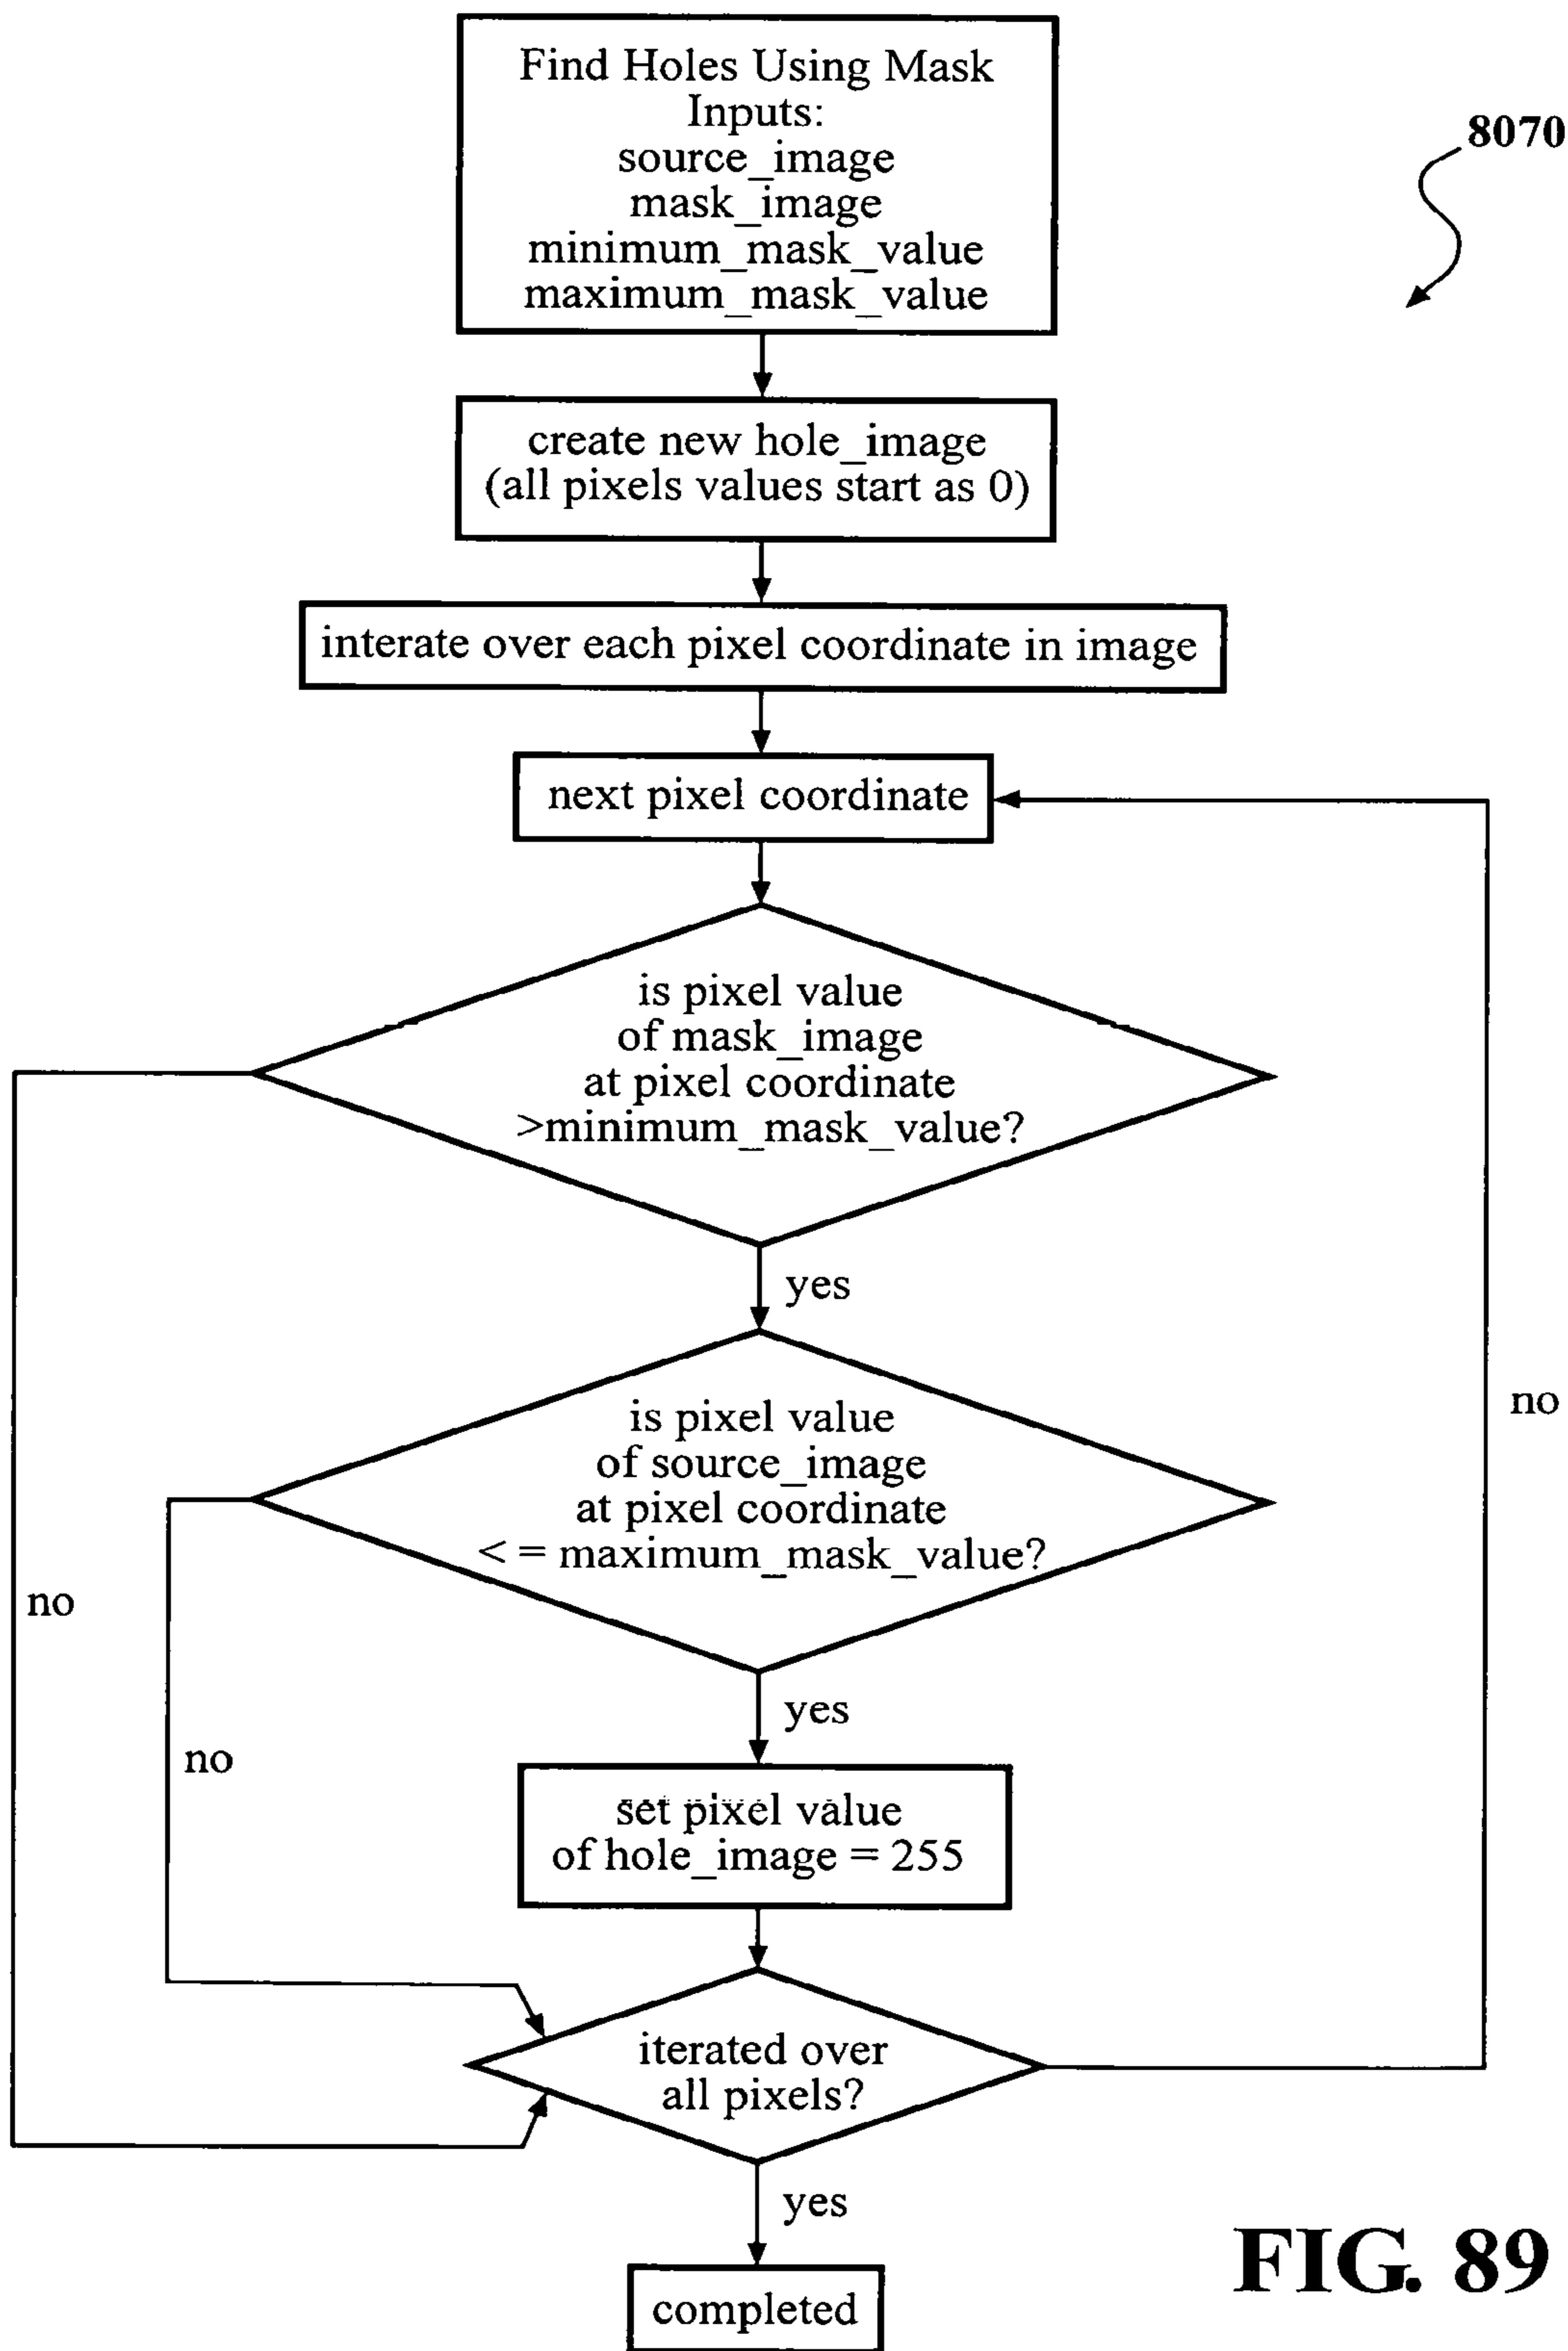 Find Holes Using Mask
Inputs:
source_image
mask_image
minimum_mask_value
maximum_mask_value
8070
create new hole_image
(all pixels values start as 0)
interate over each pixel coordinate in image
next pixel coordinate
is pixel value
of mask_image
at pixel coordinate
>minimum_mask_value?
yes
is pixel value
of source_image
at pixel coordinate
< = maximum_mask_value?
no
no
yes
no
set pixel value
of hole_image = 255
iterated over
all pixels?
yes
completed
FIG. 89